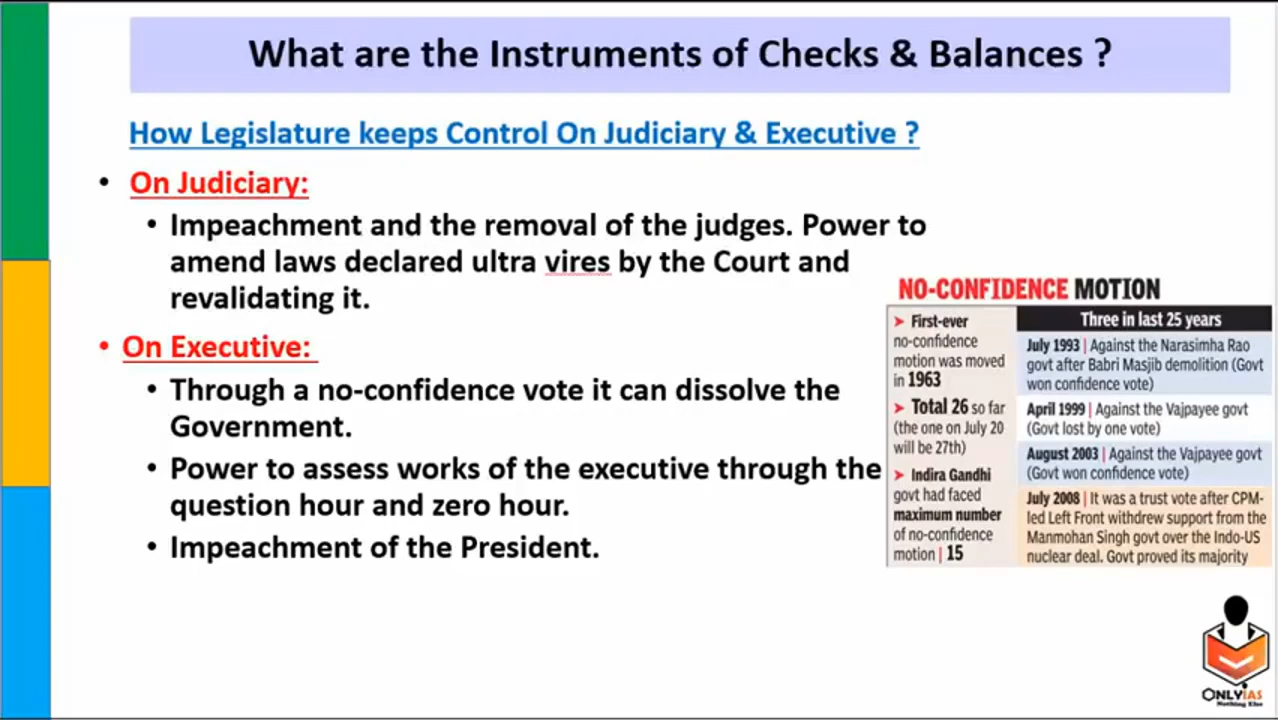 What are the Instruments of Checks & Balances ?
How Legislature keeps Control On Judiciary & Executive ?
• On Judiciary:
• Impeachment and the removal of the judges. Power to
amend laws declared ultra vires by the Court and
revalidating it.
• On Executive:
• Through a no-confidence vote it can dissolve the
Government.
• Power to assess works of the executive through the
question hour and zero hour.
• Impeachment of the President.
NO-CONFIDENCE MOTION
➤ First-ever
no-confidence
motion was moved
in 1963
➤ Total 26 so far
(the one on July 20
will be 27th)
➤ Indira Gandhi
govt had faced
maximum number
of no-confidence
motion | 15
Three in last 25 years
July 1993 | Against the Narasimha Rao
govt after Babri Masjib demolition (Govt
won confidence vote)
April 1999 | Against the Vajpayee govt
(Govt lost by one vote)
August 2003 | Against the Vajpayee govt
(Govt won confidence vote)
July 2008 | It was a trust vote after CPM-
led Left Front withdrew support from the
Manmohan Singh govt over the Indo-US
nuclear deal. Govt proved its majority
ONLYIAS
Nothing Else